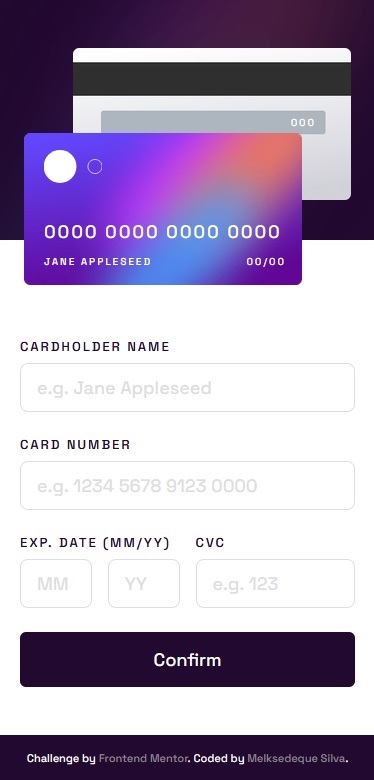 000
0000 0000 0000 0000
JANE APPLESEED 00/00
CARDHOLDER NAME
e.g. Jane Appleseed
CARD NUMBER
e.g. 1234 5678 9123 0000
EXP. DATE (MM/YY) CVC
MM YY e.g. 123
Confirm
Challenge by Frontend Mentor. Coded by Melksedeque Silva.